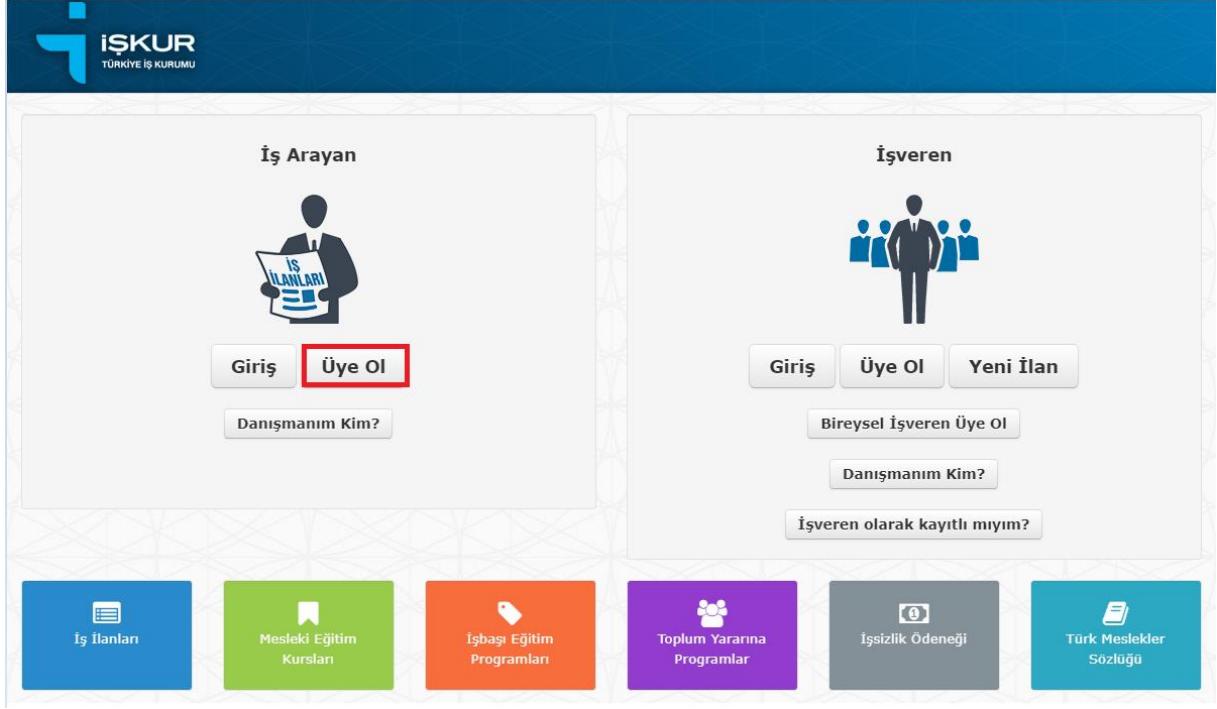 İŞKUR
TÜRKİYE İŞ KURUMU
İş Arayan
İŞ
İLANLARI
Giriş
Üye Ol
Danışmanım Kim?
İşveren
Giriş
Üye Ol
Yeni İlan
Bireysel İşveren Üye Ol
Danışmanım Kim?
İşveren olarak kayıtlı mıyım?
İş İlanları
Mesleki Eğitim
Kursları
İşbaşı Eğitim
Programları
Toplum Yararına
Programlar
İşsizlik Ödeneği
Türk Meslekler
Sözlüğü